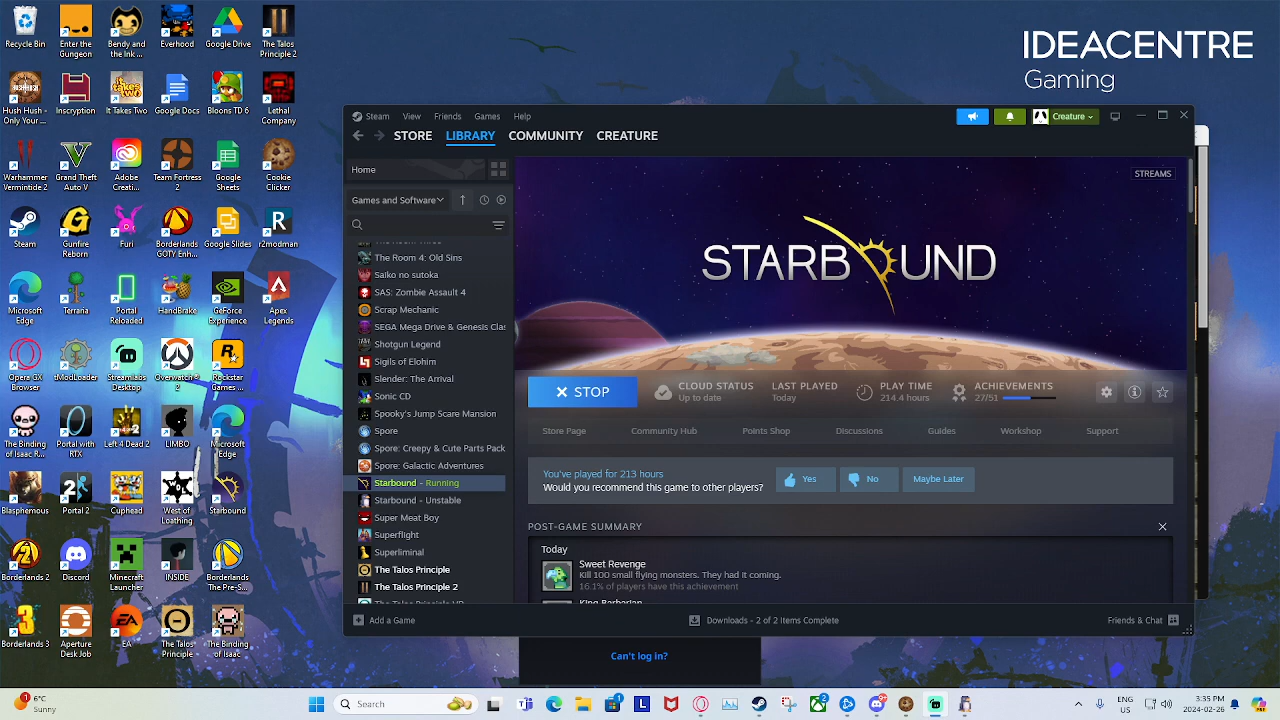 IDEACENTRE
Gaming
Recycle Bin
Enter the Gungeon
Bendy and the Ink...
Everhood
Google Drive
The Talos Principle 2
Hush Hush - Only Your ...
Inscryption
It Takes Two
Google Docs
Bloons TD 6
Lethal Company
Warhammer Vermintide 2
Grand Theft Auto V
Adobe Creati...
Team Fortress 2
Google Sheets
Cookie Clicker
Steam
Gunfire Reborn
Furi
Borderlands GOTY Enh...
Google Slides
r2modman
Microsoft Edge
Terraria
Portal Reloaded
HandBrake
GeForce Experience
Apex Legends
Opera GX Browser
tModLoader
Streamlabs Desktop
Overwatch 2
Rockstar Games ...
The Binding of Isaac R...
Portal with RTX
Left 4 Dead 2
LIMBO
Microsoft Store
Blasphemous
Portal 2
Cuphead
West of Loathing
Starbound
Borderlands 2
Discord
Minecraft Launcher
INSIDE
Borderlands The Pre-S...
Borderlands 3
Aperture Desk Job
EA
The Talos Principle
The Binding of Isaac
Steam View Friends Games Help
Creature
STORE LIBRARY COMMUNITY CREATURE
Home
Games and Software
The Room 4: Old Sins
Saiko no sutoka
SAS: Zombie Assault 4
Scrap Mechanic
SEGA Mega Drive & Genesis Clas
Shotgun Legend
Sigils of Elohim
Slender: The Arrival
Sonic CD
Spooky's Jump Scare Mansion
Spore
Spore: Creepy & Cute Parts Pack
Spore: Galactic Adventures
Starbound - Running
Starbound - Unstable
Super Meat Boy
Superflight
Superliminal
The Talos Principle
The Talos Principle 2
Add a Game
STREAMS
STARBOUND
STOP
CLOUD STATUS
Up to date
LAST PLAYED
Today
PLAY TIME
214.4 hours
ACHIEVEMENTS
27/51
Store Page Community Hub Points Shop Discussions Guides Workshop Support
You've played for 213 hours
Would you recommend this game to other players?
Yes No Maybe Later
POST-GAME SUMMARY
Today
Sweet Revenge
Kill 100 small flying monsters. They had it coming.
16.1% of players have this achievement
Downloads - 2 of 2 Items Complete
Friends & Chat
Can't log in?
Sunny
Search
ENG
US
3:35:52 PM